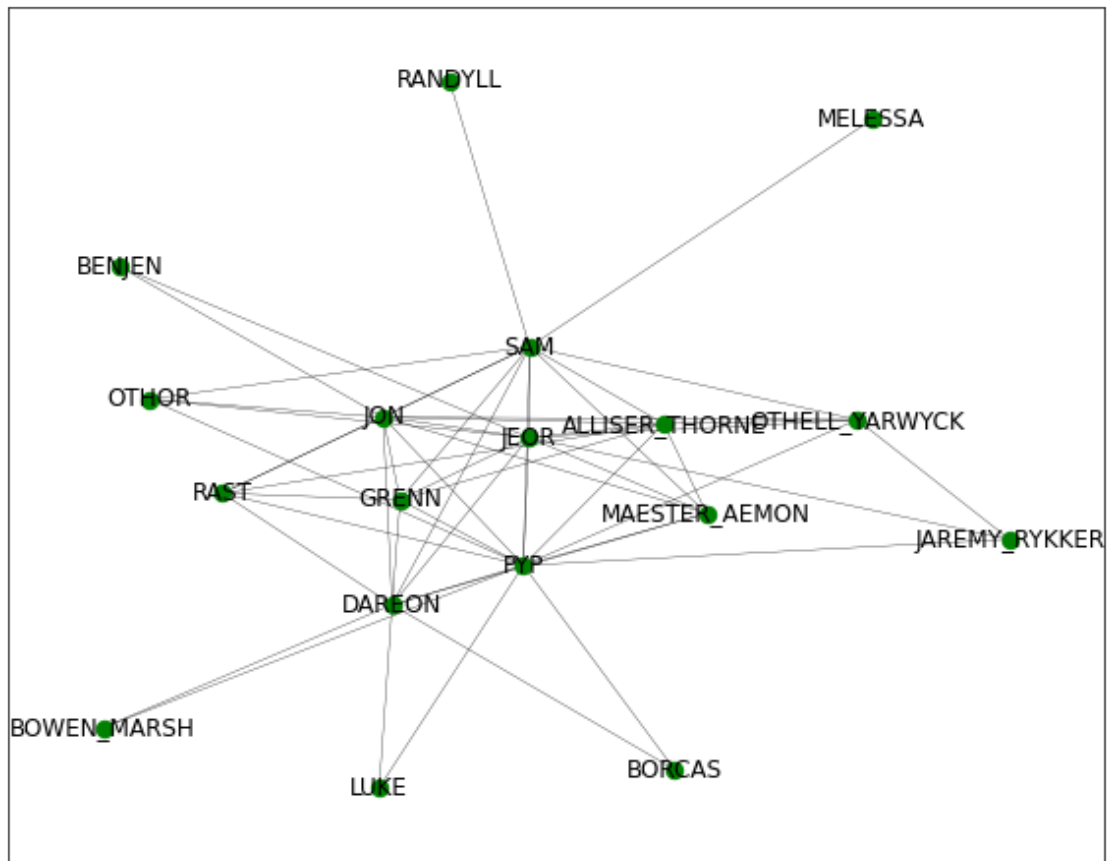 RANDYLL
MELESSA
BENJEN
SAM
OTHOR
JON
ALLISER_THORNE
OTHELL_YARWYCK
JEOR
RAST
GRENN
MAESTER_AEMON
JAREMY_RYKKER
PYP
DAREON
BOWEN_MARSH
BORCAS
LUKE